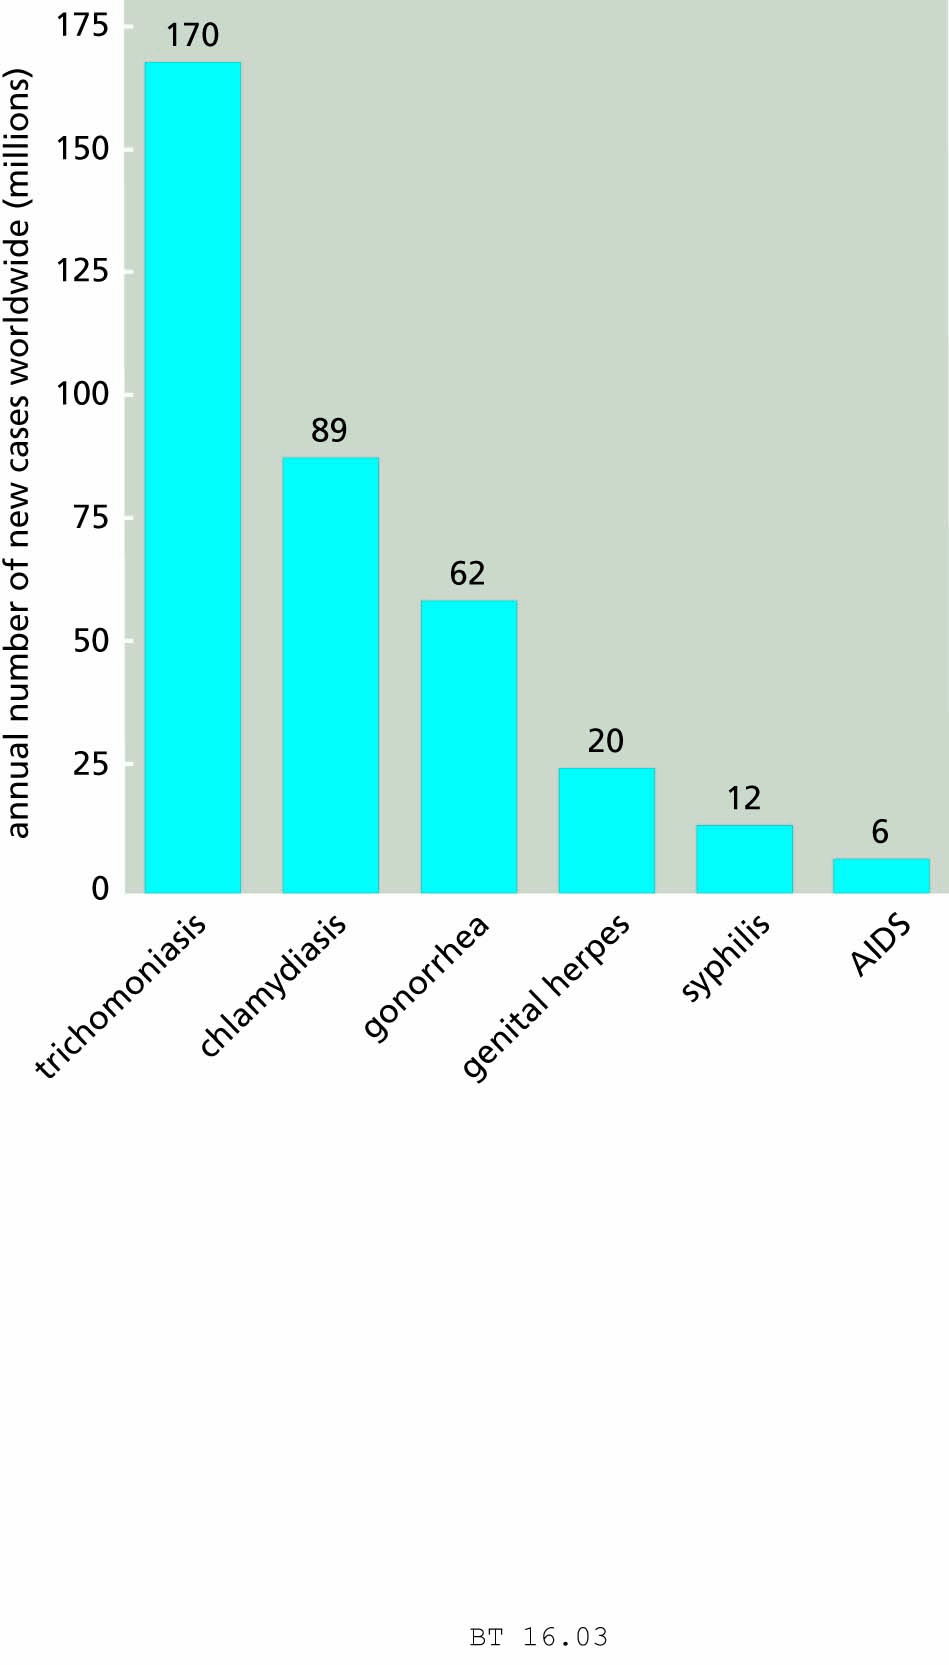 annual number of new cases worldwide (millions)
175
150
125
100
75
50
25
0
170
89
62
20
12
6
trichomoniasis
chlamydiasis
gonorrhea
genital herpes
syphilis
AIDS
BT 16.03